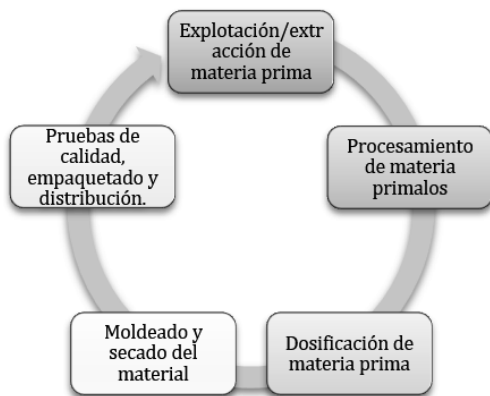 Explotación/extr
acción de
materia prima
Procesamiento
de materia
primalos
Dosificación de
materia prima
Moldeado y
secado del
material
Pruebas de
calidad,
empaquetado y
distribución.